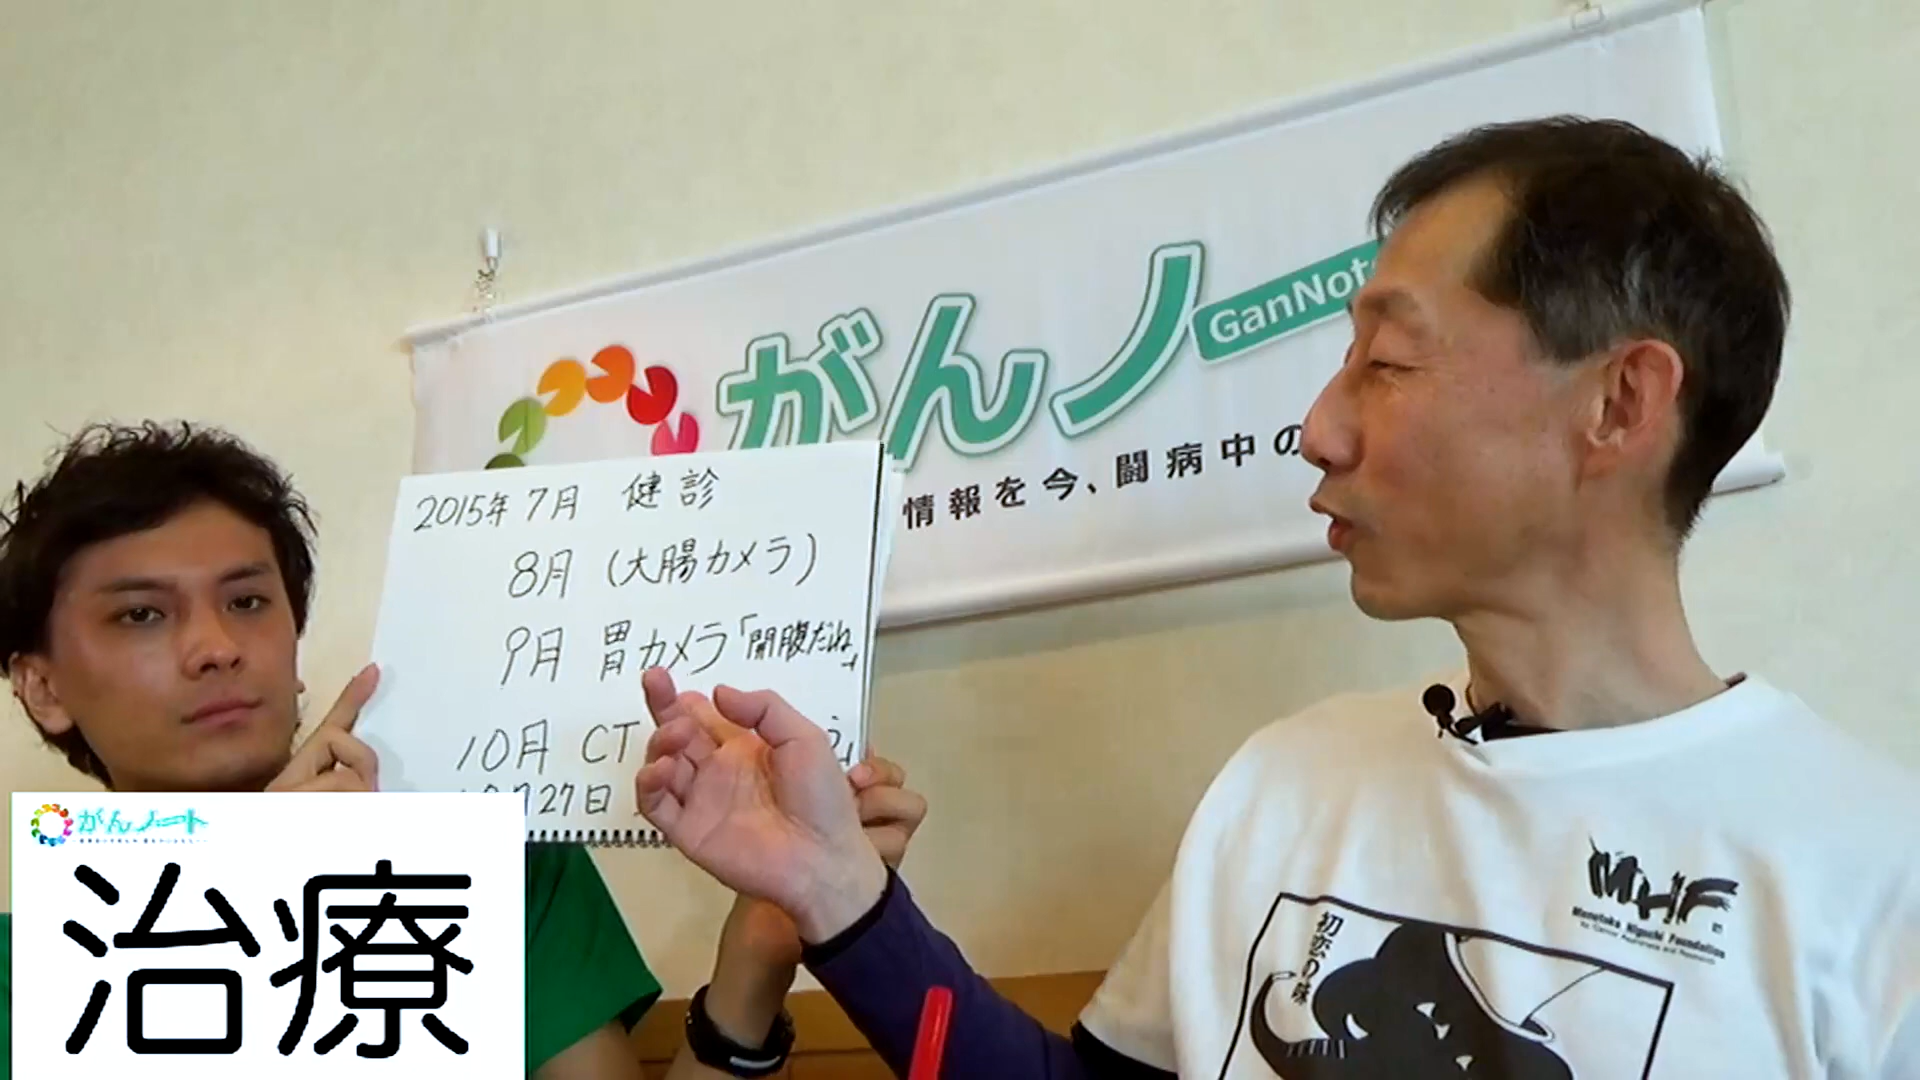 がんノー
GanNot
情報を今、闘病中の
2015年7月 健診
8月 (大腸カメラ)
9月 胃カメラ「開腹だね」
10月 CT
27日
がんノート
治療
MHF
初恋の味